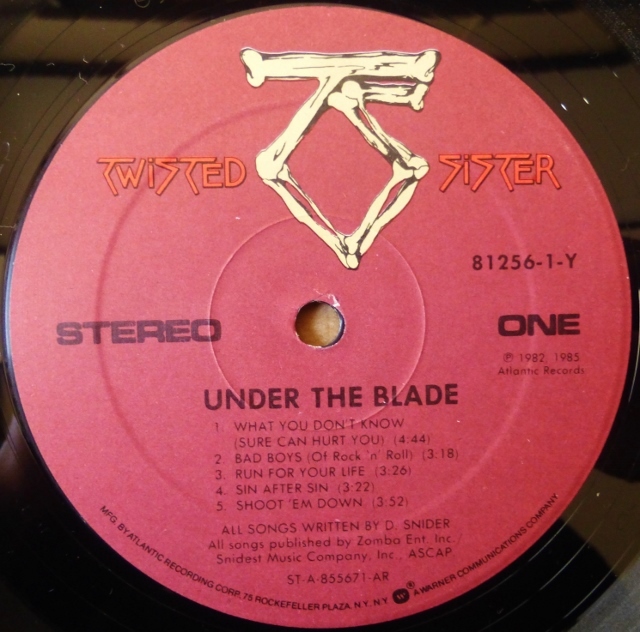 TWISTED SISTER
81256-1-Y
STEREO ONE
℗ 1982, 1985
Atlantic Records
UNDER THE BLADE
1. WHAT YOU DON'T KNOW
(SURE CAN HURT YOU) (4:44)
2. BAD BOYS (Of Rock 'n' Roll) (3:18)
3. RUN FOR YOUR LIFE (3:26)
4. SIN AFTER SIN (3:22)
5. SHOOT 'EM DOWN (3:52)
ALL SONGS WRITTEN BY D. SNIDER
All songs published by Zomba Ent. Inc./
Snidest Music Company, Inc., ASCAP
ST-A-855671-AR
MFG. BY ATLANTIC RECORDING CORP., 75 ROCKEFELLER PLAZA, N.Y., N.Y. A WARNER COMMUNICATIONS COMPANY